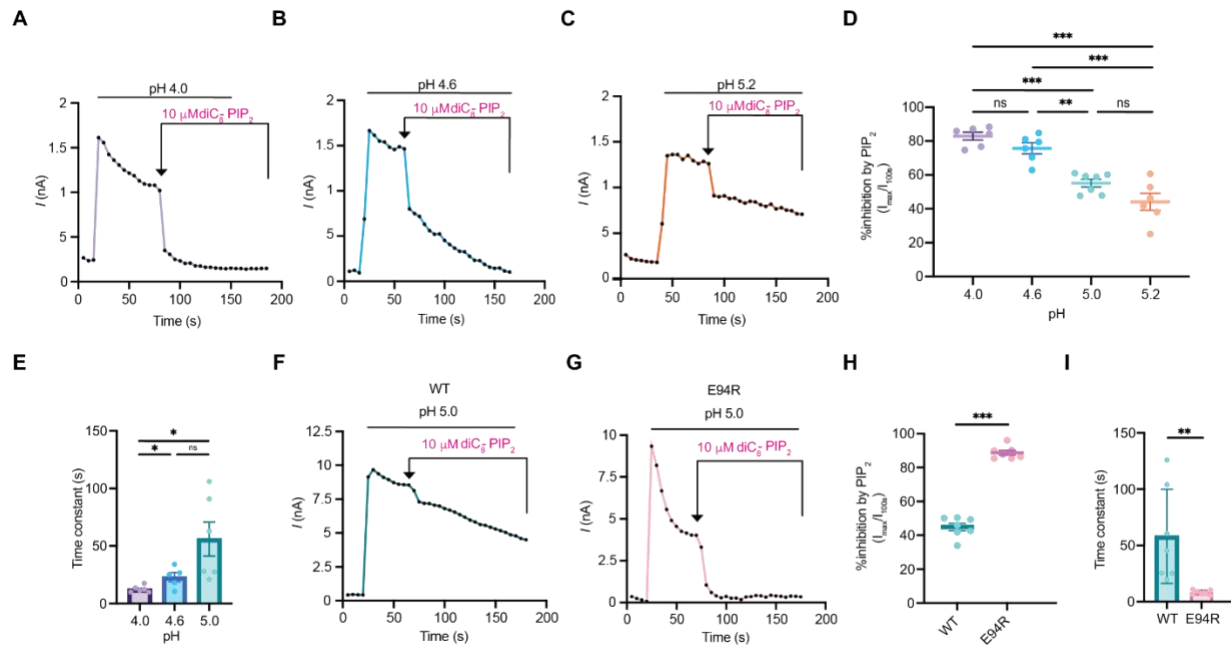 A
pH 4.0
10 μM diC8- PIP2
2
1.5
1
5
0
I (nA)
0 50 100 150 200
Time (s)
B
pH 4.6
10 μM diC8- PIP2
2
1.5
1
5
0
I (nA)
0 50 100 150 200
Time (s)
C
pH 5.2
10 μM diC8- PIP2
2
1.5
1
5
0
I (nA)
0 50 100 150 200
Time (s)
D
***
***
***
ns ** ns
100
80
60
40
20
0
%inhibition by PIP2
(Imax/I100s)
4.0 4.6 5.0 5.2
pH
E
*
* ns
150
100
50
0
Time constant (s)
4.0 4.6 5.0
pH
F
WT
pH 5.0
10 μM diC8- PIP2
12.5
10
7.5
5
2.5
0
I (nA)
0 50 100 150 200
Time (s)
G
E94R
pH 5.0
10 μM diC8- PIP2
10
7.5
5
2.5
0
I (nA)
0 50 100 150 200
Time (s)
H
***
100
80
60
40
20
0
%inhibition by PIP2
(Imax/I100s)
WT E94R
I
**
150
100
50
0
Time constant (s)
WT E94R